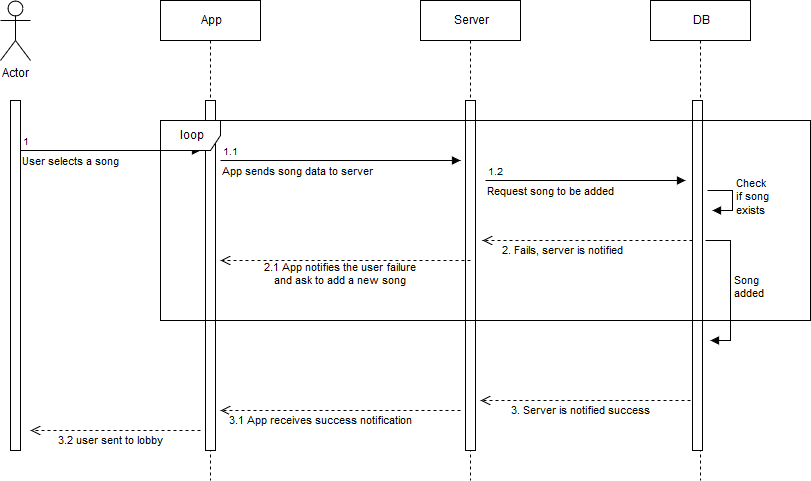 App
Server
DB
Actor
loop
1
User selects a song
1.1
App sends song data to server
1.2
Request song to be added
Check
if song
exists
2. Fails, server is notified
2.1 App notifies the user failure
and ask to add a new song
Song
added
3. Server is notified success
3.1 App receives success notification
3.2 user sent to lobby